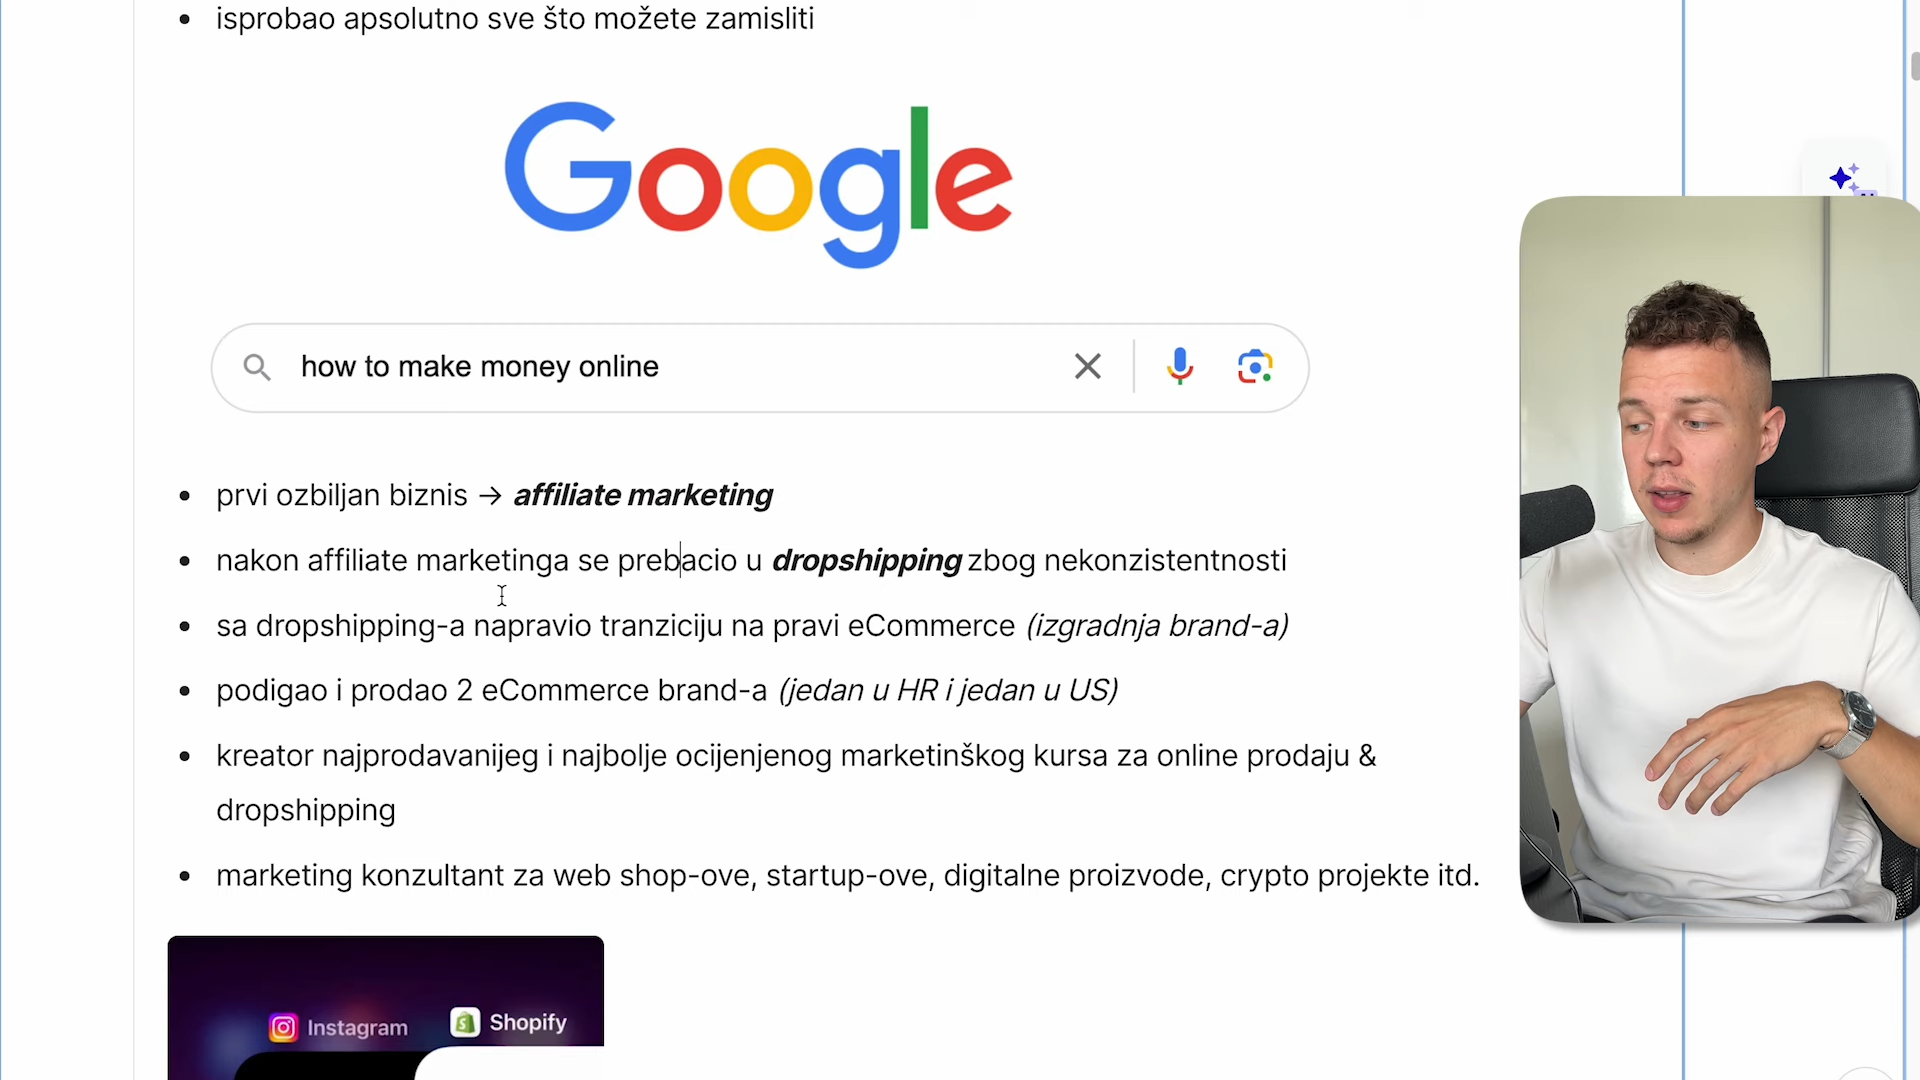 isprobao apsolutno sve što možete zamisliti
Google
how to make money online
prvi ozbiljan biznis → affiliate marketing
nakon affiliate marketinga se prebacio u dropshipping zbog nekonzistentnosti
sa dropshipping-a napravio tranziciju na pravi eCommerce (izgradnja brand-a)
podigao i prodao 2 eCommerce brand-a (jedan u HR i jedan u US)
kreator najprodavanijeg i najbolje ocijenjenog marketinškog kursa za online prodaju &
dropshipping
marketing konzultant za web shop-ove, startup-ove, digitalne proizvode, crypto projekte itd.
Instagram
Shopify